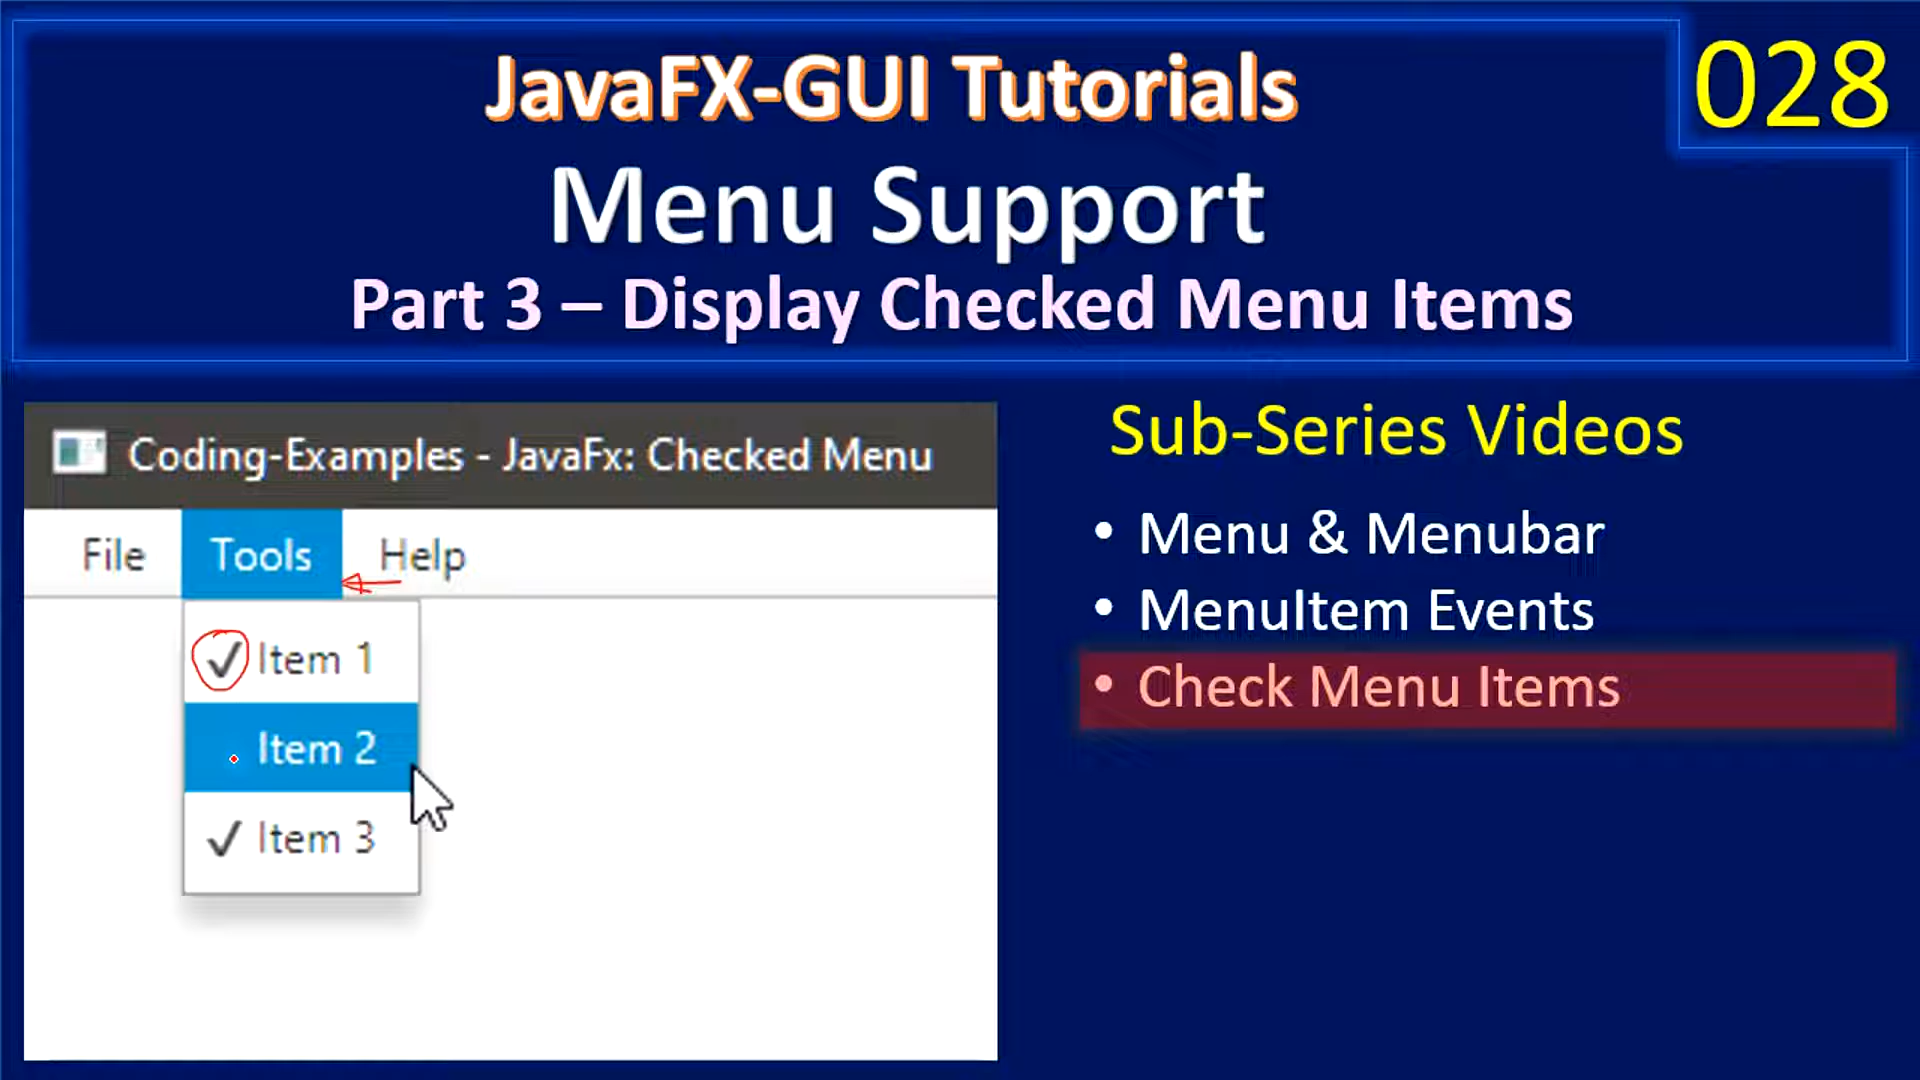 JavaFX-GUI Tutorials
028
Menu Support
Part 3 – Display Checked Menu Items
Coding-Examples - JavaFx: Checked Menu
File Tools Help
Item 1
Item 2
Item 3
Sub-Series Videos
• Menu & Menubar
• MenuItem Events
• Check Menu Items